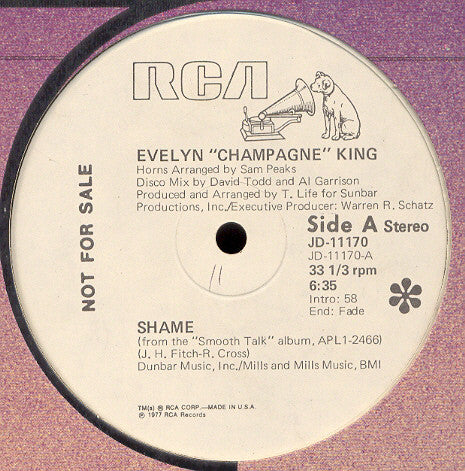 RCA
EVELYN "CHAMPAGNE" KING
Horns Arranged by Sam Peaks
Disco Mix by David Todd and Al Garrison
Produced and Arranged by T. Life for Sunbar
Productions, Inc./Executive Producer: Warren R. Schatz
NOT FOR SALE
Side A Stereo
JD-11170
JD-11170-A
33 1/3 rpm
6:35
Intro: 58
End: Fade
11
SHAME
(from the "Smooth Talk" album, APL1-2466)
(J. H. Fitch-R. Cross)
Dunbar Music, Inc./Mills and Mills Music, BMI
TM(s) ® RCA CORP.—MADE IN U.S.A.
℗ 1977 RCA Records